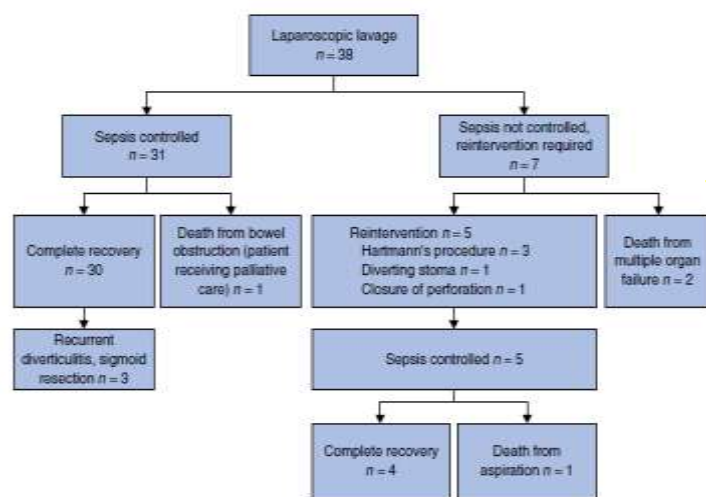 Laparoscopic lavage
n = 38
Sepsis controlled
n = 31
Sepsis not controlled,
reintervention required
n = 7
Complete recovery
n = 30
Death from bowel
obstruction (patient
receiving palliative
care) n = 1
Reintervention n = 5
Hartmann's procedure n = 3
Diverting stoma n = 1
Closure of perforation n = 1
Death from
multiple organ
failure n = 2
Recurrent
diverticulitis, sigmoid
resection n = 3
Sepsis controlled n = 5
Complete recovery
n = 4
Death from
aspiration n = 1